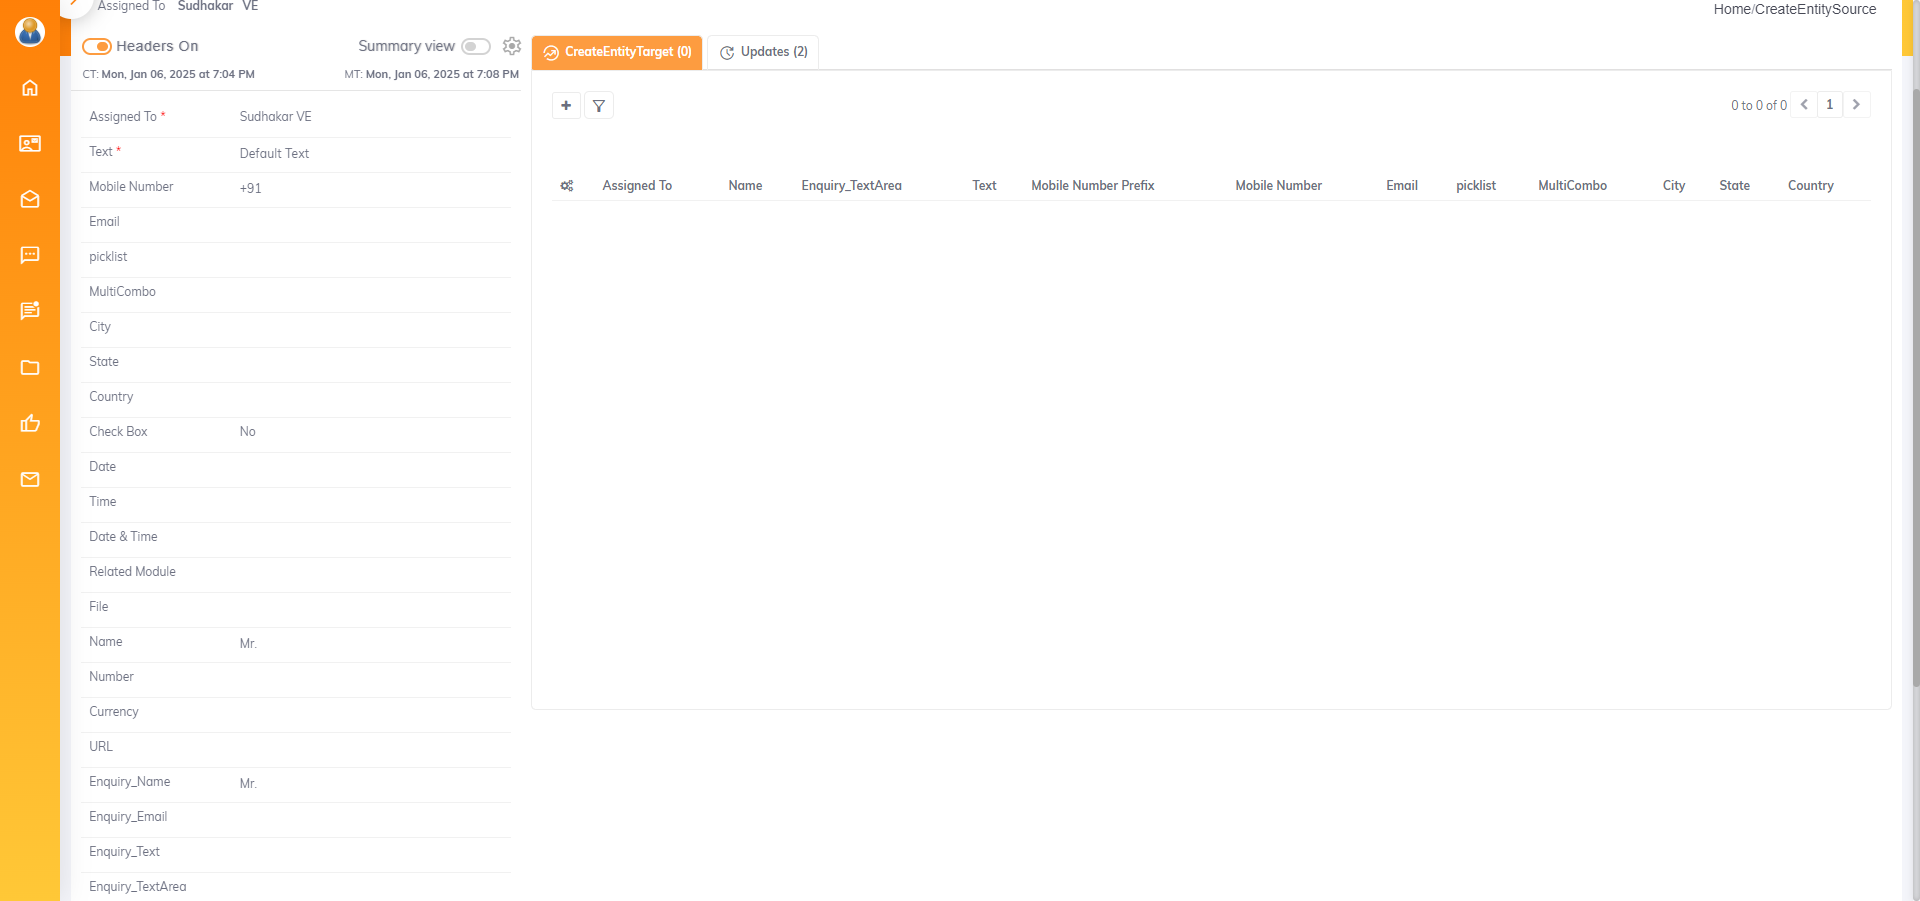 Assigned To Sudhakar VE
Home/CreateEntitySource
Headers On
Summary view
CT: Mon, Jan 06, 2025 at 7:04 PM
MT: Mon, Jan 06, 2025 at 7:08 PM
Assigned To * Sudhakar VE
Text * Default Text
Mobile Number +91
Email
picklist
MultiCombo
City
State
Country
Check Box No
Date
Time
Date & Time
Related Module
File
Name Mr.
Number
Currency
URL
Enquiry_Name Mr.
Enquiry_Email
Enquiry_Text
Enquiry_TextArea
CreateEntityTarget (0)
Updates (2)
0 to 0 of 0 1
Assigned To Name Enquiry_TextArea Text Mobile Number Prefix Mobile Number Email picklist MultiCombo City State Country